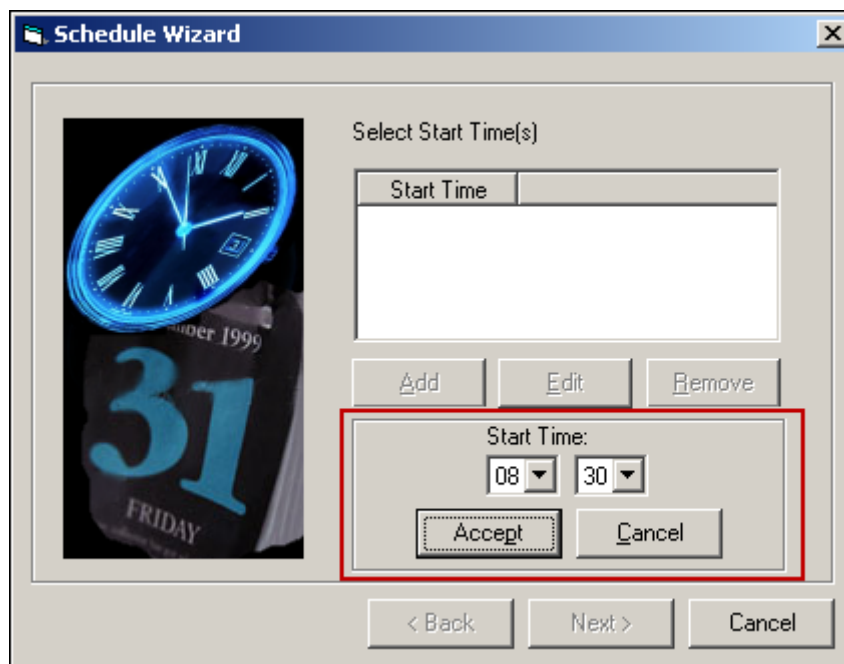 Schedule Wizard
Select Start Time(s)
Start Time
mber 1999
31
FRIDAY
Add Edit Remove
Start Time:
08 30
Accept Cancel
< Back Next > Cancel